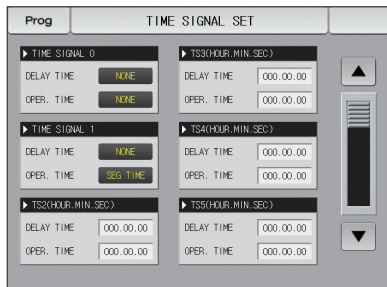 Prog
TIME SIGNAL SET
▶ TIME SIGNAL 0
DELAY TIME NONE
OPER. TIME NONE
▶ TIME SIGNAL 1
DELAY TIME NONE
OPER. TIME SEG TIME
▶ TS2(HOUR.MIN.SEC)
DELAY TIME 000.00.00
OPER. TIME 000.00.00
▶ TS3(HOUR.MIN.SEC)
DELAY TIME 000.00.00
OPER. TIME 000.00.00
▶ TS4(HOUR.MIN.SEC)
DELAY TIME 000.00.00
OPER. TIME 000.00.00
▶ TS5(HOUR.MIN.SEC)
DELAY TIME 000.00.00
OPER. TIME 000.00.00